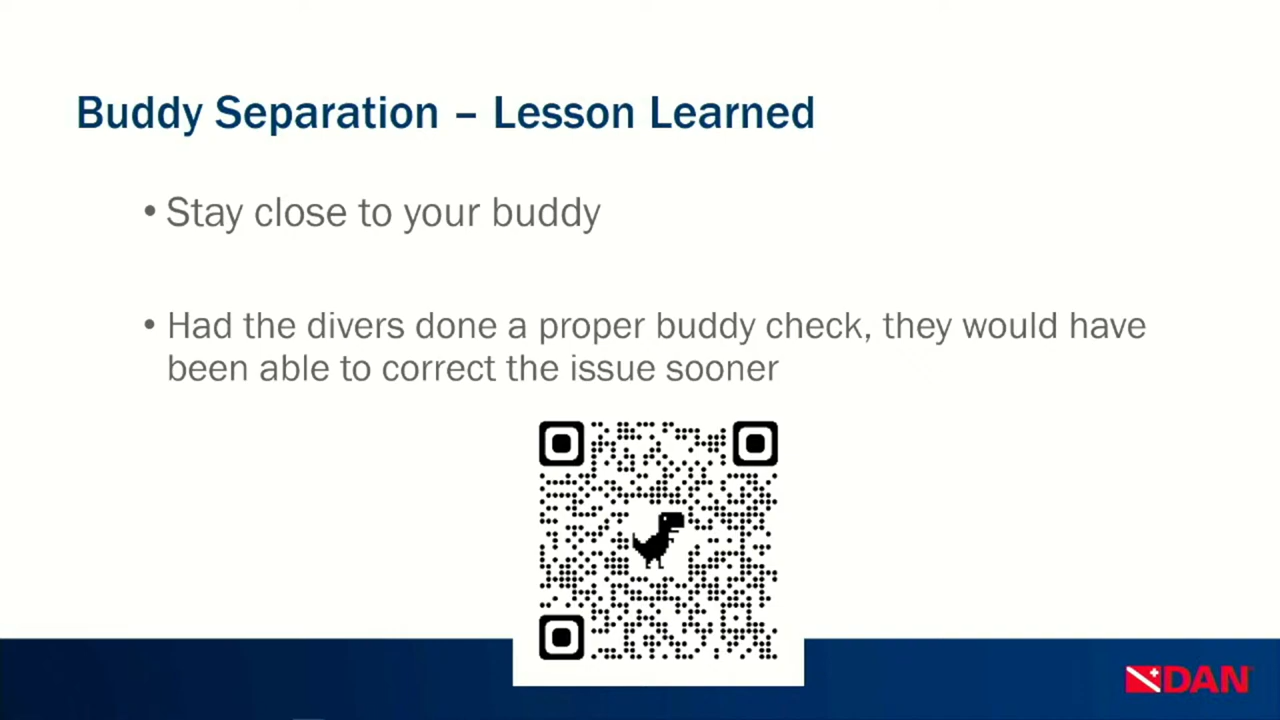 Buddy Separation – Lesson Learned
• Stay close to your buddy
• Had the divers done a proper buddy check, they would have
been able to correct the issue sooner
DAN